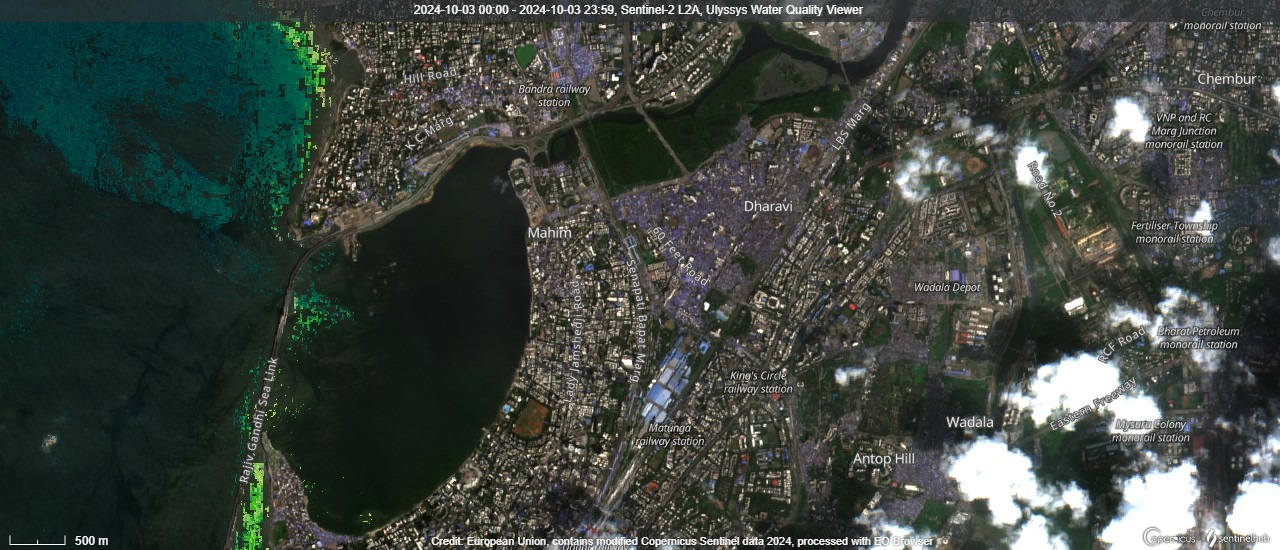 2024-10-03 00:00 - 2024-10-03 23:59, Sentinel-2 L2A, Ulyssys Water Quality Viewer
Chembur
monorail station
Hill Road
Bandra railway
station
Chembur
K C Marg
LBS Marg
VNP and RC
Marg Junction
monorail station
Road No.2
Dharavi
Mahim
60 Feet Road
Fertiliser Township
monorail station
Senapati Bapat Marg
Lady Jamshedji Road
Wadala Depot
Bharat Petroleum
monorail station
RCF Road
King's Circle
railway station
Eastern Freeway
Rajiv Gandhi Sea Link
Matunga
railway station
Wadala
Mysuru Colony
monorail station
Antop Hill
500 m
Credit: European Union, contains modified Copernicus Sentinel data 2024, processed with EO Browser
Copernicus
sentinelhub